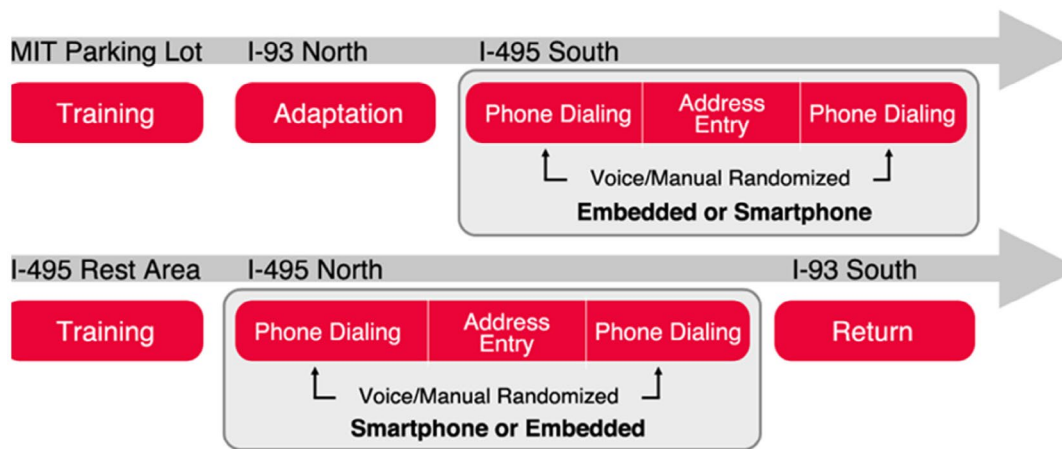 MIT Parking Lot I-93 North I-495 South
Training Adaptation Phone Dialing Address Entry Phone Dialing
Voice/Manual Randomized
Embedded or Smartphone
I-495 Rest Area I-495 North I-93 South
Training Phone Dialing Address Entry Phone Dialing Return
Voice/Manual Randomized
Smartphone or Embedded